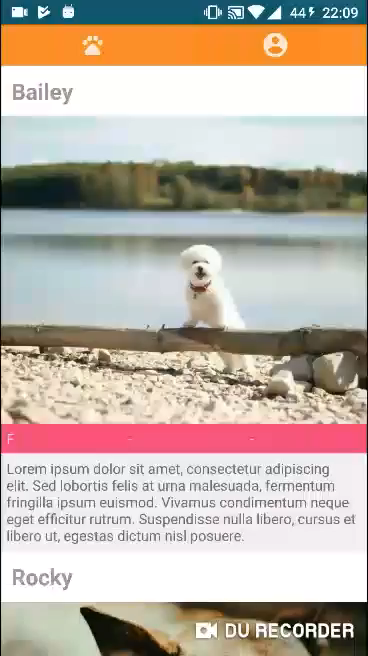 44 22:09
Bailey
F - -
Lorem ipsum dolor sit amet, consectetur adipiscing
elit. Sed lobortis felis at urna malesuada, fermentum
fringilla ipsum euismod. Vivamus condimentum neque
eget efficitur rutrum. Suspendisse nulla libero, cursus et
libero ut, egestas dictum nisl posuere.
Rocky
DU RECORDER